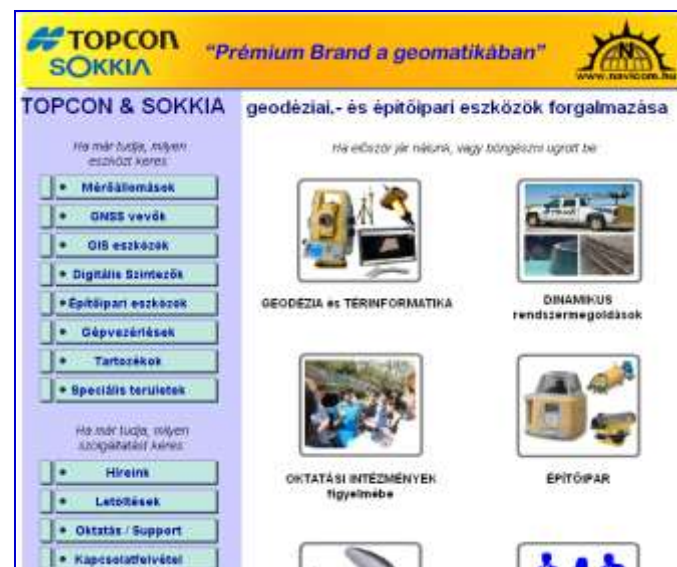 TOPCON
SOKKIA
"Prémium Brand a geomatikában"
www.navicom.hu
TOPCON & SOKKIA geodéziai,- és építőipari eszközök forgalmazása
Ha már tudja, milyen
eszközt keres:
Mérőállomások
GNSS vevők
GIS eszközök
Digitális Szintezők
Építőipari eszközök
Gépvezérlések
Tartozékok
Speciális területek
Ha már tudja, milyen
szolgáltatást keres:
Híreink
Letöltések
Oktatás / Support
Kapcsolatfelvétel
Ha először jár nálunk, vagy böngészni ugrott be:
GEODÉZIA és TÉRINFORMATIKA
DINAMIKUS
rendszermegoldások
OKTATÁSI INTÉZMÉNYEK
figyelmébe
ÉPÍTŐIPAR